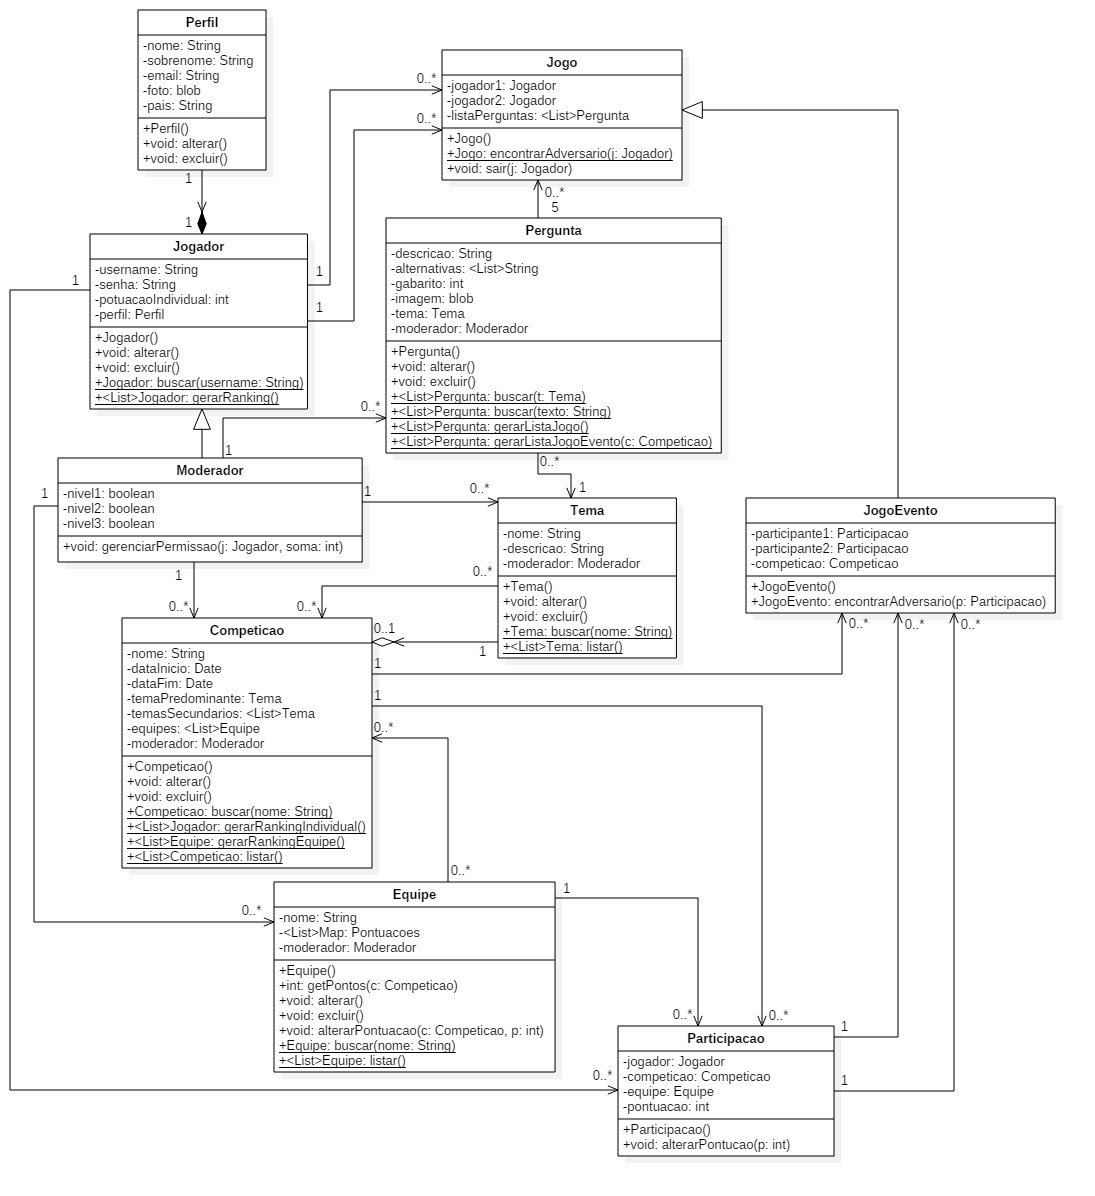 Perfil
-nome: String
-sobrenome: String
-email: String
-foto: blob
-pais: String
+Perfil()
+void: alterar()
+void: excluir()
1
1
Jogo
-jogador1: Jogador
-jogador2: Jogador
-listaPerguntas: <List>Pergunta
+Jogo()
+Jogo: encontrarAdversario(j: Jogador)
+void: sair(j: Jogador)
0..*
0..*
0..*
5
Jogador
-username: String
-senha: String
-potuacaoIndividual: int
-perfil: Perfil
+Jogador()
+void: alterar()
+void: excluir()
+Jogador: buscar(username: String)
+<List>Jogador: gerarRanking()
1
1
1
Pergunta
-descricao: String
-alternativas: <List>String
-gabarito: int
-imagem: blob
-tema: Tema
-moderador: Moderador
+Pergunta()
+void: alterar()
+void: excluir()
+<List>Pergunta: buscar(t: Tema)
+<List>Pergunta: buscar(texto: String)
+<List>Pergunta: gerarListaJogo()
+<List>Pergunta: gerarListaJogoEvento(c: Competicao)
0..*
1
0..*
1
Moderador
-nivel1: boolean
-nivel2: boolean
-nivel3: boolean
+void: gerenciarPermissao(j: Jogador, soma: int)
1
1
0..*
1
0..*
Tema
-nome: String
-descricao: String
-moderador: Moderador
+Tema()
+void: alterar()
+void: excluir()
+Tema: buscar(nome: String)
+<List>Tema: listar()
0..*
0..*
0..1
1
JogoEvento
-participante1: Participacao
-participante2: Participacao
-competicao: Competicao
+JogoEvento()
+JogoEvento: encontrarAdversario(p: Participacao)
0..*
0..*
0..*
Competicao
-nome: String
-dataInicio: Date
-dataFim: Date
-temaPredominante: Tema
-temasSecundarios: <List>Tema
-equipes: <List>Equipe
-moderador: Moderador
+Competicao()
+void: alterar()
+void: excluir()
+Competicao: buscar(nome: String)
+<List>Jogador: gerarRankingIndividual()
+<List>Equipe: gerarRankingEquipe()
+<List>Competicao: listar()
1
1
0..*
0..*
0..*
Equipe
-nome: String
-<List>Map: Pontuacoes
-moderador: Moderador
+Equipe()
+int: getPontos(c: Competicao)
+void: alterar()
+void: excluir()
+void: alterarPontuacao(c: Competicao, p: int)
+Equipe: buscar(nome: String)
+<List>Equipe: listar()
1
0..*
0..*
0..*
Participacao
-jogador: Jogador
-competicao: Competicao
-equipe: Equipe
-pontuacao: int
+Participacao()
+void: alterarPontucao(p: int)
1
1